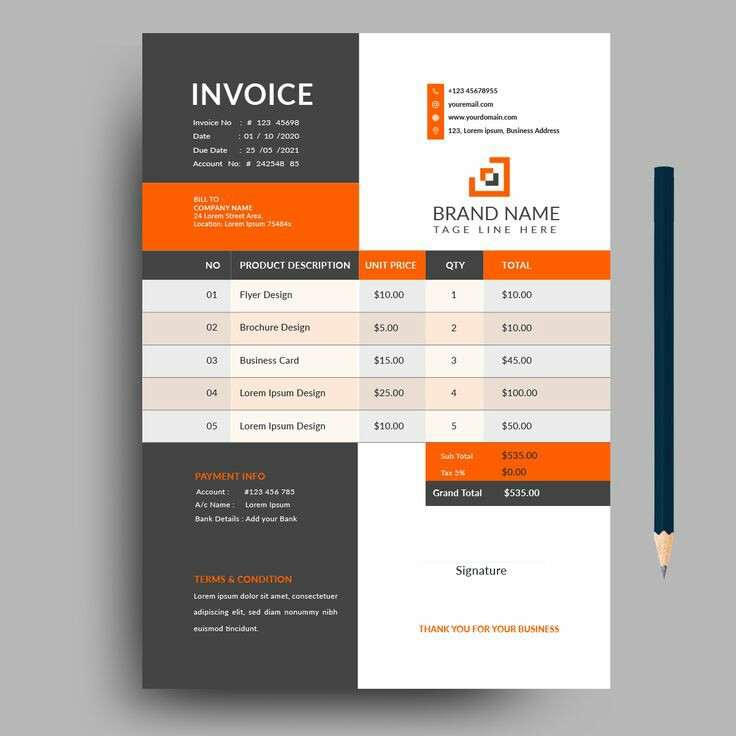 INVOICE
Invoice No : # 123 45698
Date : 01 / 10 /2020
Due Date : 25 /05 /2021
Account No: # 242548 85
+123 45678955
youremail.com
www.yourdomain.com
123, Lorem ipsum, Business Address
BRAND NAME
TAGE LINE HERE
BILL TO :
COMPANY NAME
24 Lorem Street Area,
Location: Lorem Ipsum 75484x
NO PRODUCT DESCRIPTION UNIT PRICE QTY TOTAL
01 Flyer Design $10.00 1 $10.00
02 Brochure Design $5.00 2 $10.00
03 Business Card $15.00 3 $45.00
04 Lorem Ipsum Design $25.00 4 $100.00
05 Lorem Ipsum Design $10.00 5 $50.00
Sub Total $535.00
Tax 5% $0.00
Grand Total $535.00
PAYMENT INFO
Account : #123 456 785
A/c Name : Lorem Ipsum
Bank Details : Add your Bank
Signature
TERMS & CONDITION
Lorem ipsum dolor sit amet, consectetuer
adipiscing elit, sed diam nonummy nibh
euismod tincidunt.
THANK YOU FOR YOUR BUSINESS